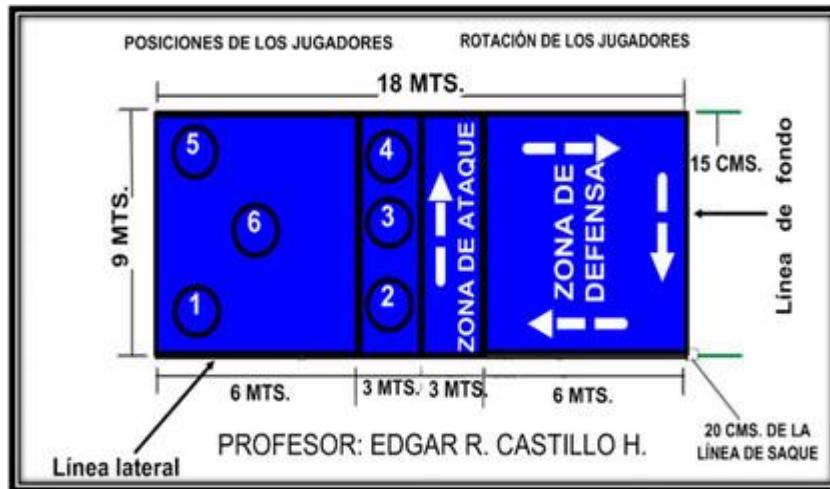 POSICIONES DE LOS JUGADORES
ROTACIÓN DE LOS JUGADORES
18 MTS.
9 MTS.
5
6
1
4
3
2
ZONA DE ATAQUE
ZONA DE
DEFENSA
15 CMS.
Línea de fondo
6 MTS.
3 MTS.
3 MTS.
6 MTS.
20 CMS. DE LA
LÍNEA DE SAQUE
PROFESOR: EDGAR R. CASTILLO H.
Línea lateral